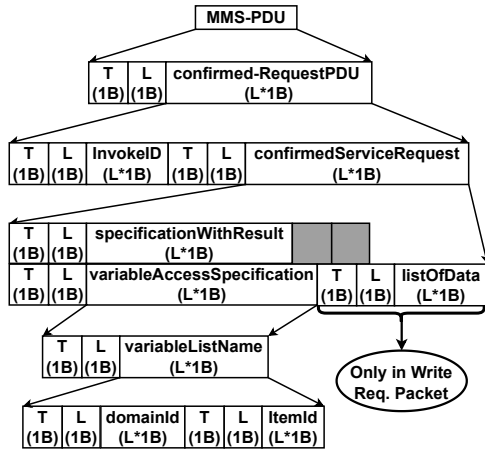 MMS-PDU
T L confirmed-RequestPDU
(1B) (1B) (L*1B)
T L InvokeID T L confirmedServiceRequest
(1B) (1B) (L*1B) (1B) (1B) (L*1B)
T L specificationWithResult
(1B) (1B) (L*1B)
T L variableAccessSpecification T L listOfData
(1B) (1B) (L*1B) (1B) (1B) (L*1B)
T L variableListName
(1B) (1B) (L*1B)
Only in Write
Req. Packet
T L domainId T L ItemId
(1B) (1B) (L*1B) (1B) (1B) (L*1B)